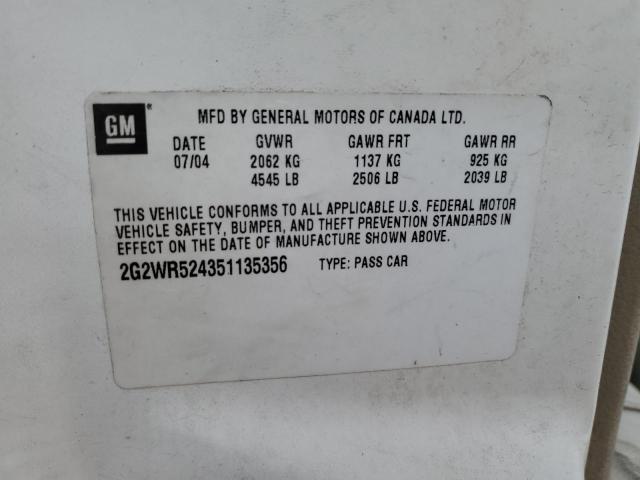 GM ®
MFD BY GENERAL MOTORS OF CANADA LTD.
DATE GVWR GAWR FRT GAWR RR
07/04 2062 KG 1137 KG 925 KG
4545 LB 2506 LB 2039 LB
THIS VEHICLE CONFORMS TO ALL APPLICABLE U.S. FEDERAL MOTOR
VEHICLE SAFETY, BUMPER, AND THEFT PREVENTION STANDARDS IN
EFFECT ON THE DATE OF MANUFACTURE SHOWN ABOVE.
2G2WR524351135356 TYPE: PASS CAR